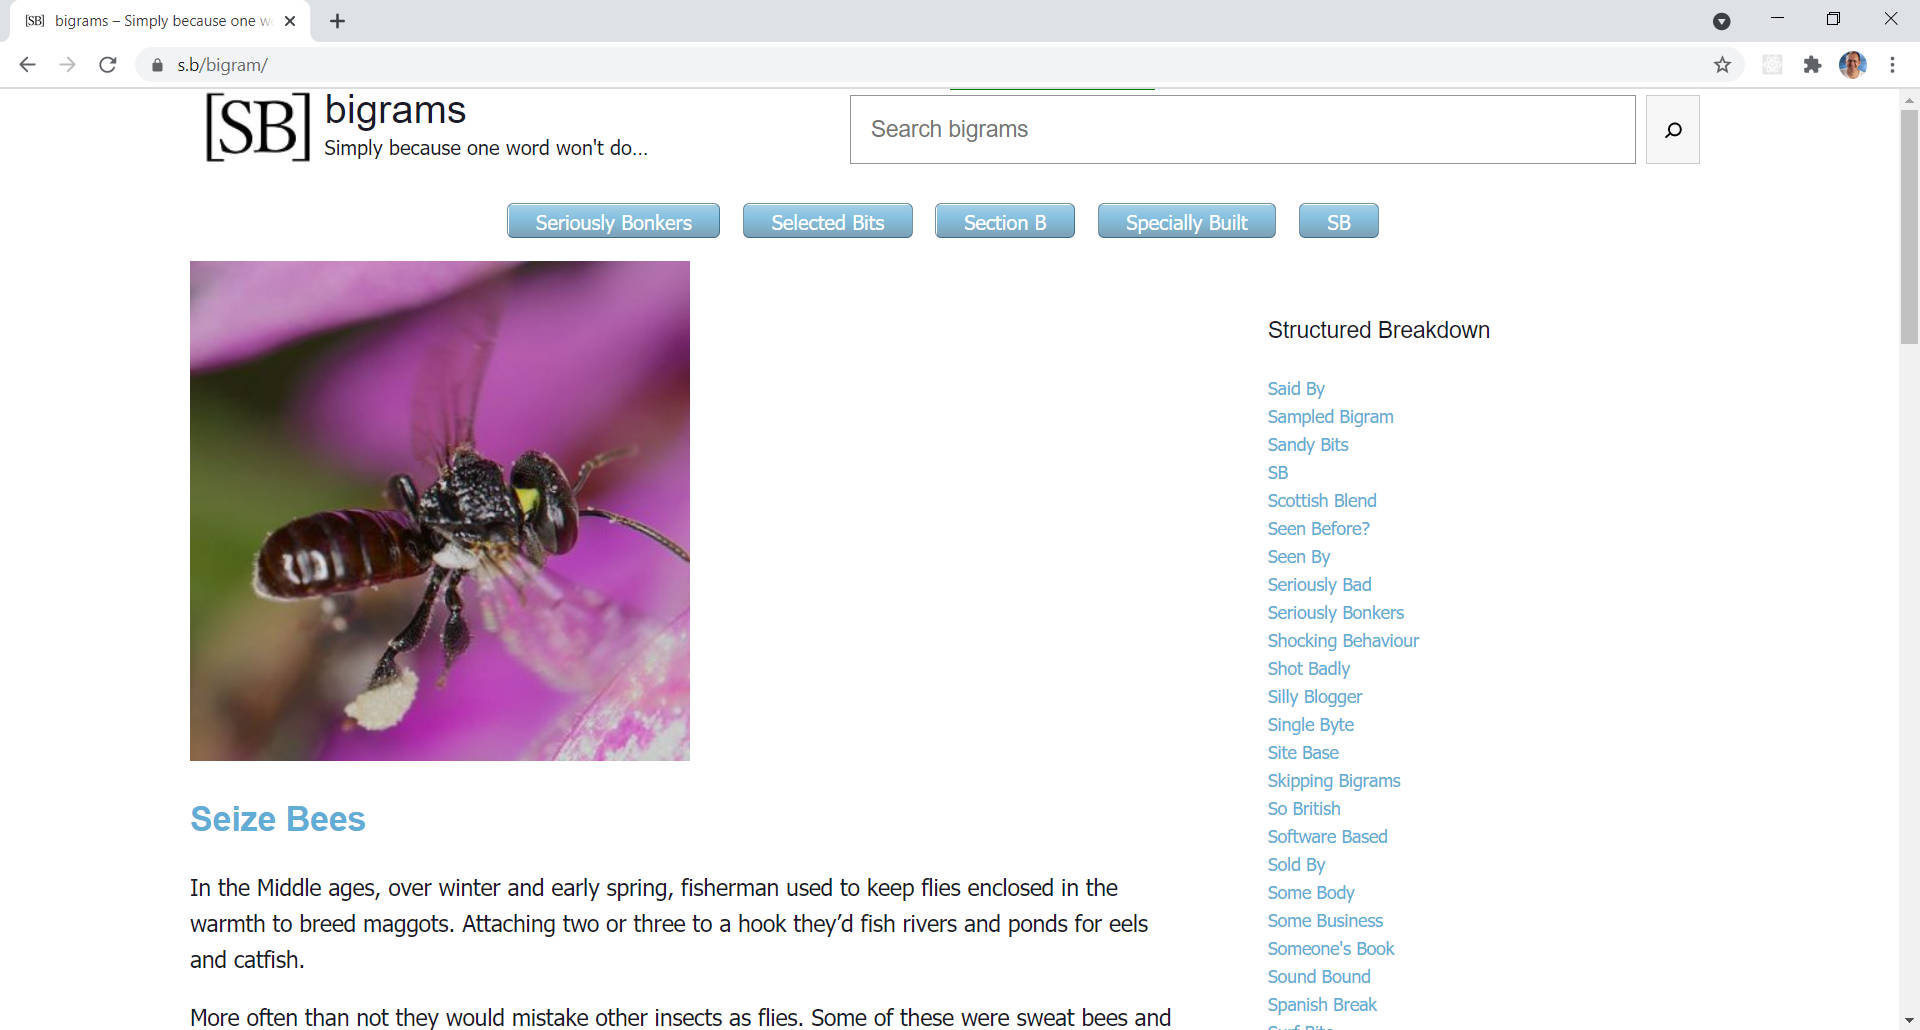 [SB] bigrams – Simply because one w
s.b/bigram/
[SB] bigrams
Simply because one word won't do...
Search bigrams
Seriously Bonkers
Selected Bits
Section B
Specially Built
SB
Structured Breakdown
Said By
Sampled Bigram
Sandy Bits
SB
Scottish Blend
Seen Before?
Seen By
Seriously Bad
Seriously Bonkers
Shocking Behaviour
Shot Badly
Silly Blogger
Single Byte
Site Base
Skipping Bigrams
So British
Software Based
Sold By
Some Body
Some Business
Someone's Book
Sound Bound
Spanish Break
Seize Bees
In the Middle ages, over winter and early spring, fisherman used to keep flies enclosed in the
warmth to breed maggots. Attaching two or three to a hook they’d fish rivers and ponds for eels
and catfish.
More often than not they would mistake other insects as flies. Some of these were sweat bees and